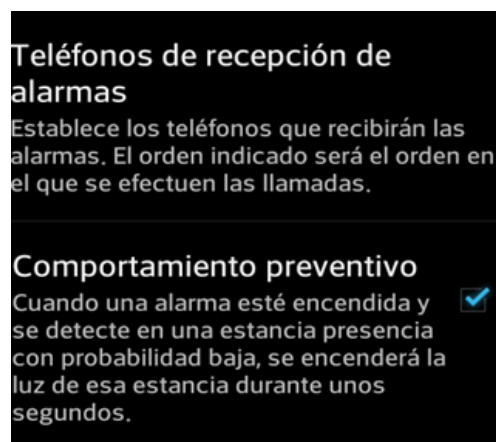 Teléfonos de recepción de
alarmas
Establece los teléfonos que recibirán las
alarmas. El orden indicado será el orden en
el que se efectuen las llamadas.
Comportamiento preventivo
Cuando una alarma esté encendida y
se detecte en una estancia presencia
con probabilidad baja, se encenderá la
luz de esa estancia durante unos
segundos.